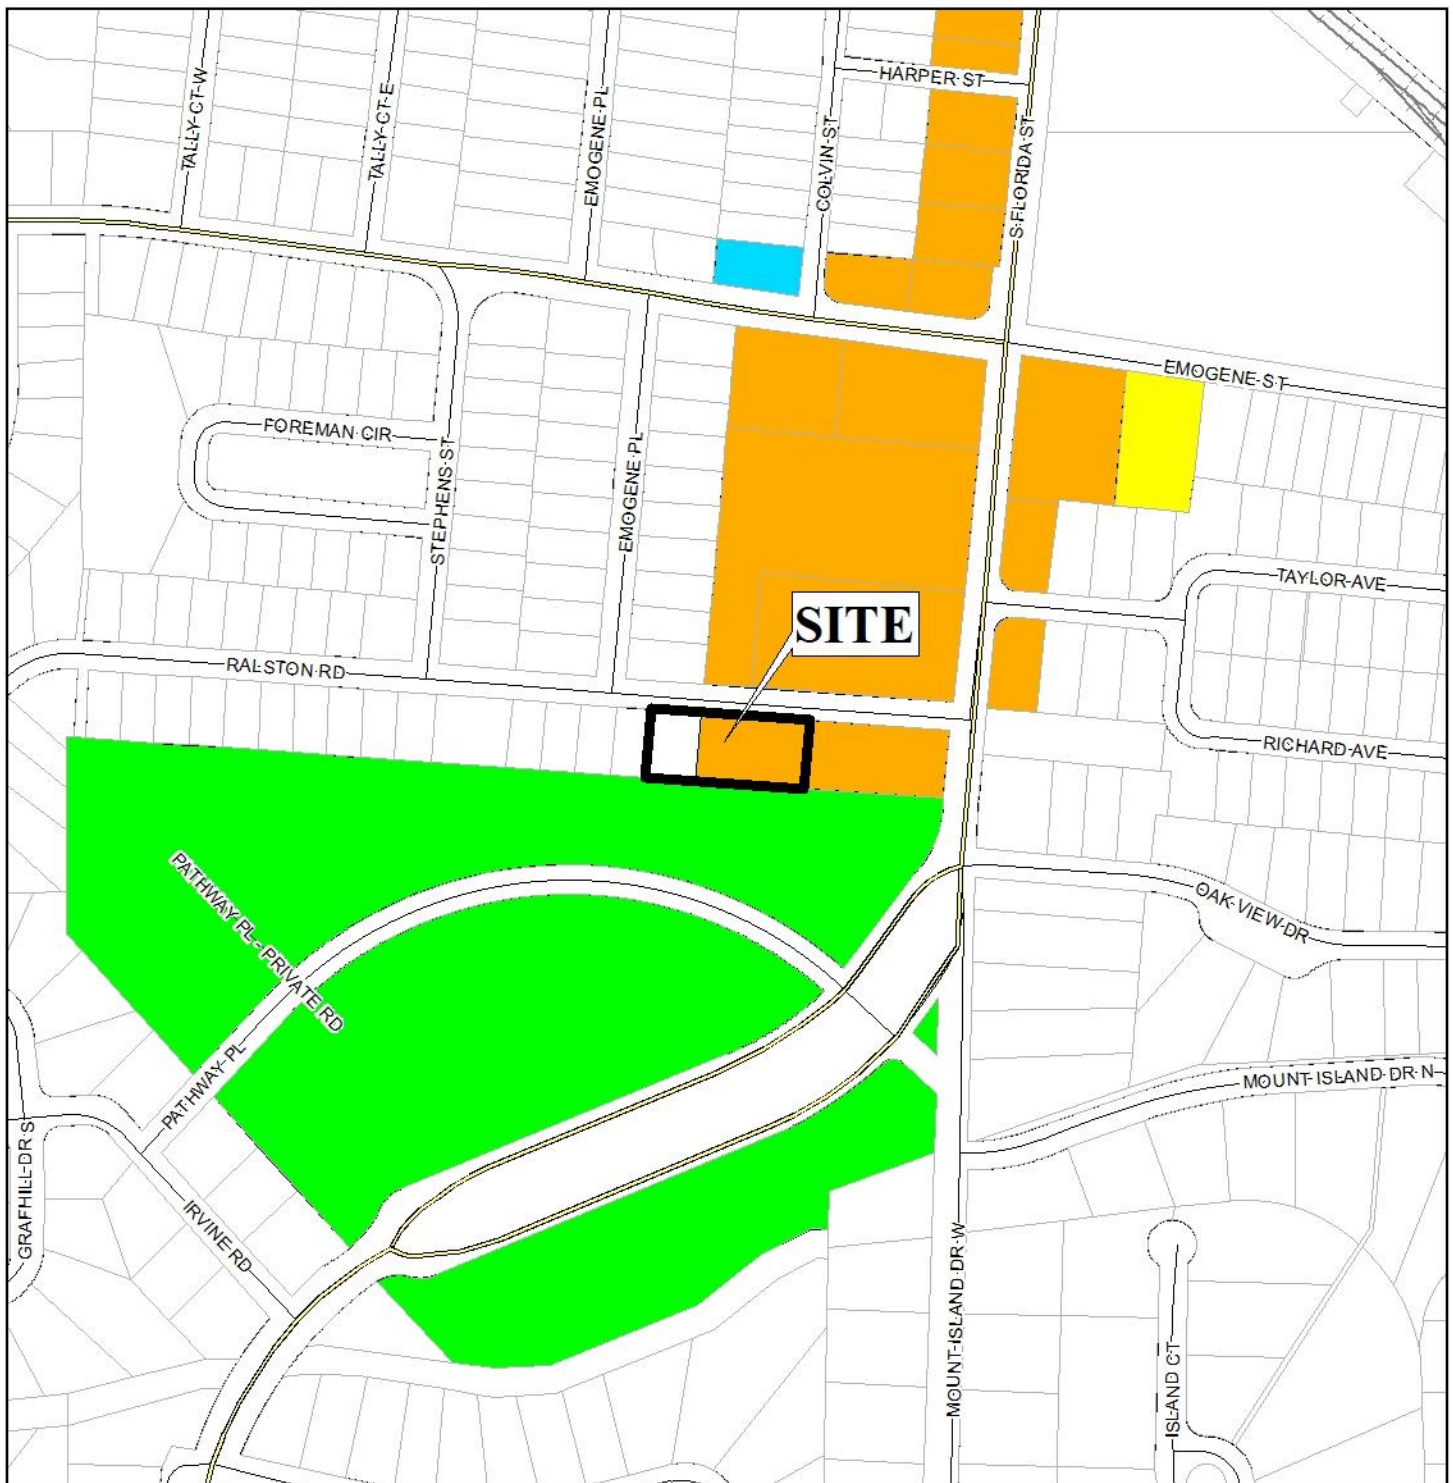 HARPER ST
TALLY CT W
TALLY CT E
EMOGENE PL
COLVIN ST
S FLORIDA ST
EMOGENE ST
FOREMAN CIR
STEPHENS ST
EMOGENE PL
TAYLOR AVE
SITE
RALSTON RD
RICHARD AVE
OAK VIEW DR
PATHWAY PL - PRIVATE RD
PATHWAY PL
MOUNT ISLAND DR N
GRAFHILL DR S
IRVINE RD
MOUNT ISLAND DR W
ISLAND CT